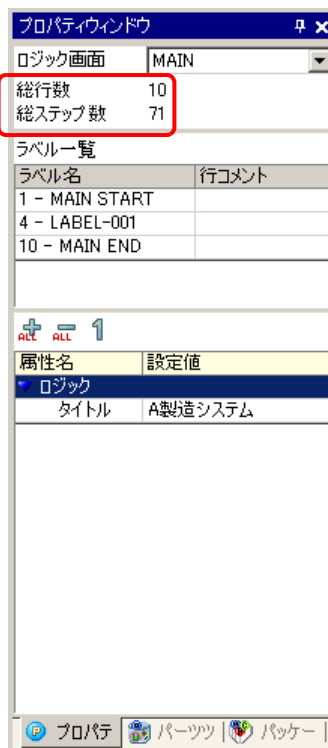 プロパティウィンドウ
ロジック画面 MAIN
総行数 10
総ステップ数 71
ラベル一覧
ラベル名 行コメント
1 - MAIN START
4 - LABEL-001
10 - MAIN END
ALL ALL 1
属性名 設定値
ロジック
タイトル A製造システム
P プロパテ パーツツ パッケー